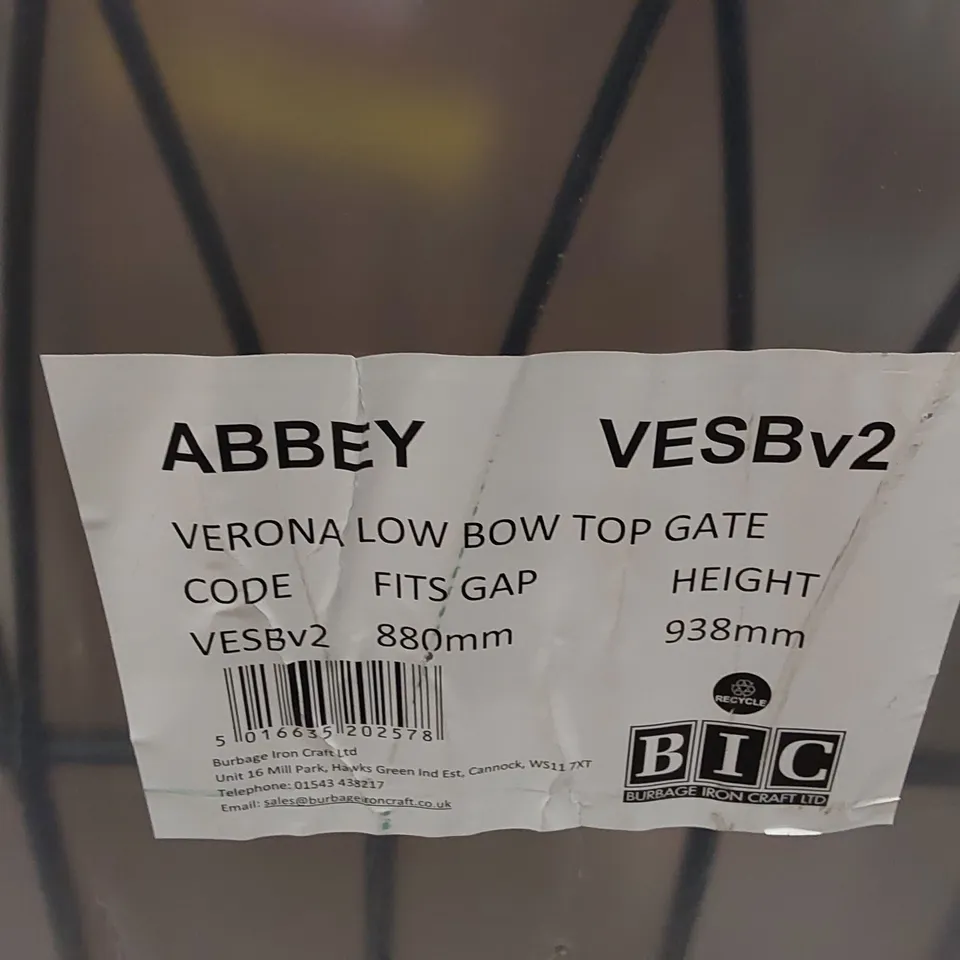 ABBEY VESBv2
VERONA LOW BOW TOP GATE
CODE FITS GAP HEIGHT
VESBv2 880mm 938mm
5 016635 202578
RECYCLE
BIC
BURBAGE IRON CRAFT LTD
Burbage Iron Craft Ltd
Unit 16 Mill Park, Hawks Green Ind Est, Cannock, WS11 7XT
Telephone: 01543 438217
Email: sales@burbageironcraft.co.uk